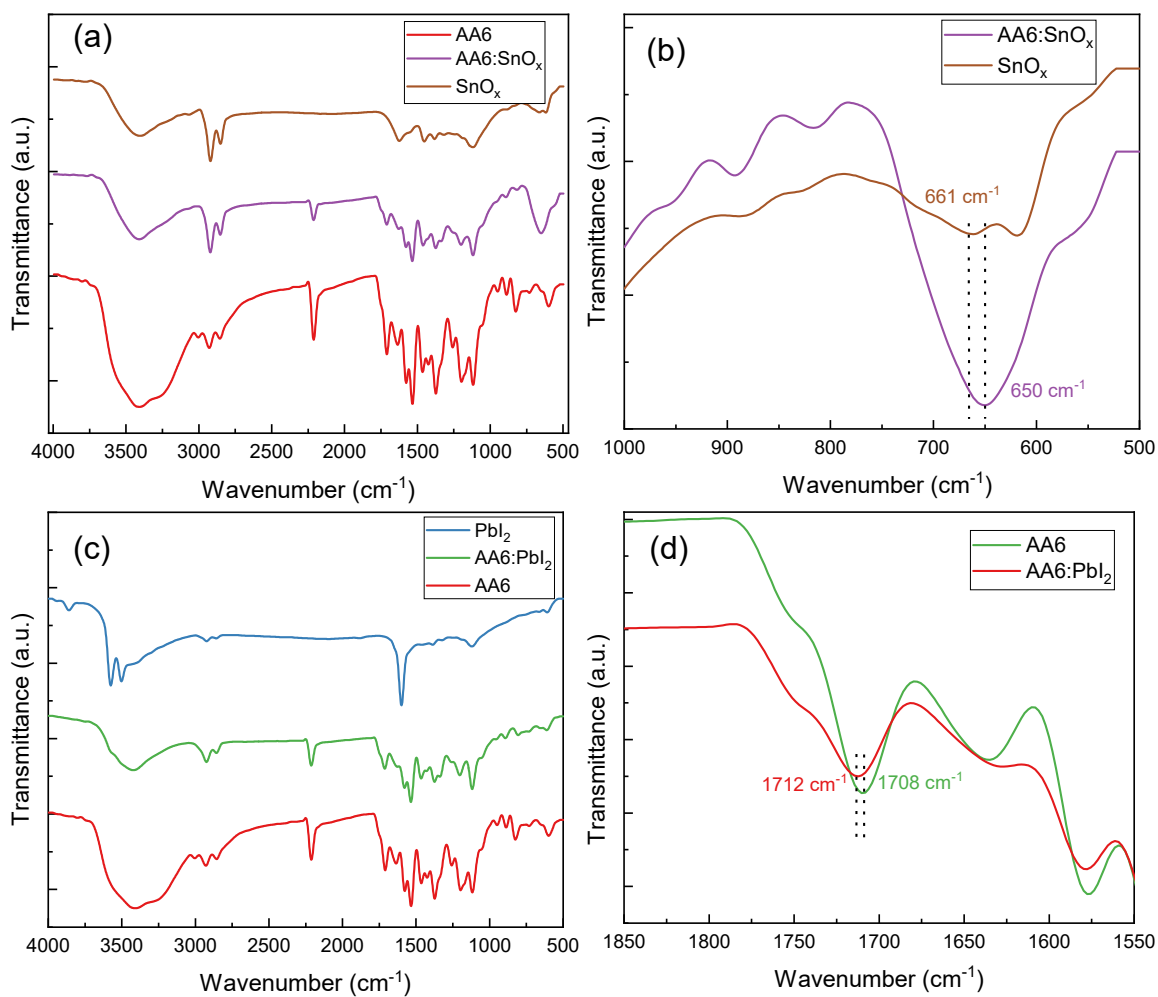 (a)
AA6
AA6:SnOₓ
SnOₓ
Transmittance (a.u.)
4000 3500 3000 2500 2000 1500 1000 500
Wavenumber (cm⁻¹)
(b)
AA6:SnOₓ
SnOₓ
661 cm⁻¹
650 cm⁻¹
Transmittance (a.u.)
1000 900 800 700 600 500
Wavenumber (cm⁻¹)
(c)
PbI₂
AA6:PbI₂
AA6
Transmittance (a.u.)
4000 3500 3000 2500 2000 1500 1000 500
Wavenumber (cm⁻¹)
(d)
AA6
AA6:PbI₂
1712 cm⁻¹ 1708 cm⁻¹
Transmittance (a.u.)
1850 1800 1750 1700 1650 1600 1550
Wavenumber (cm⁻¹)